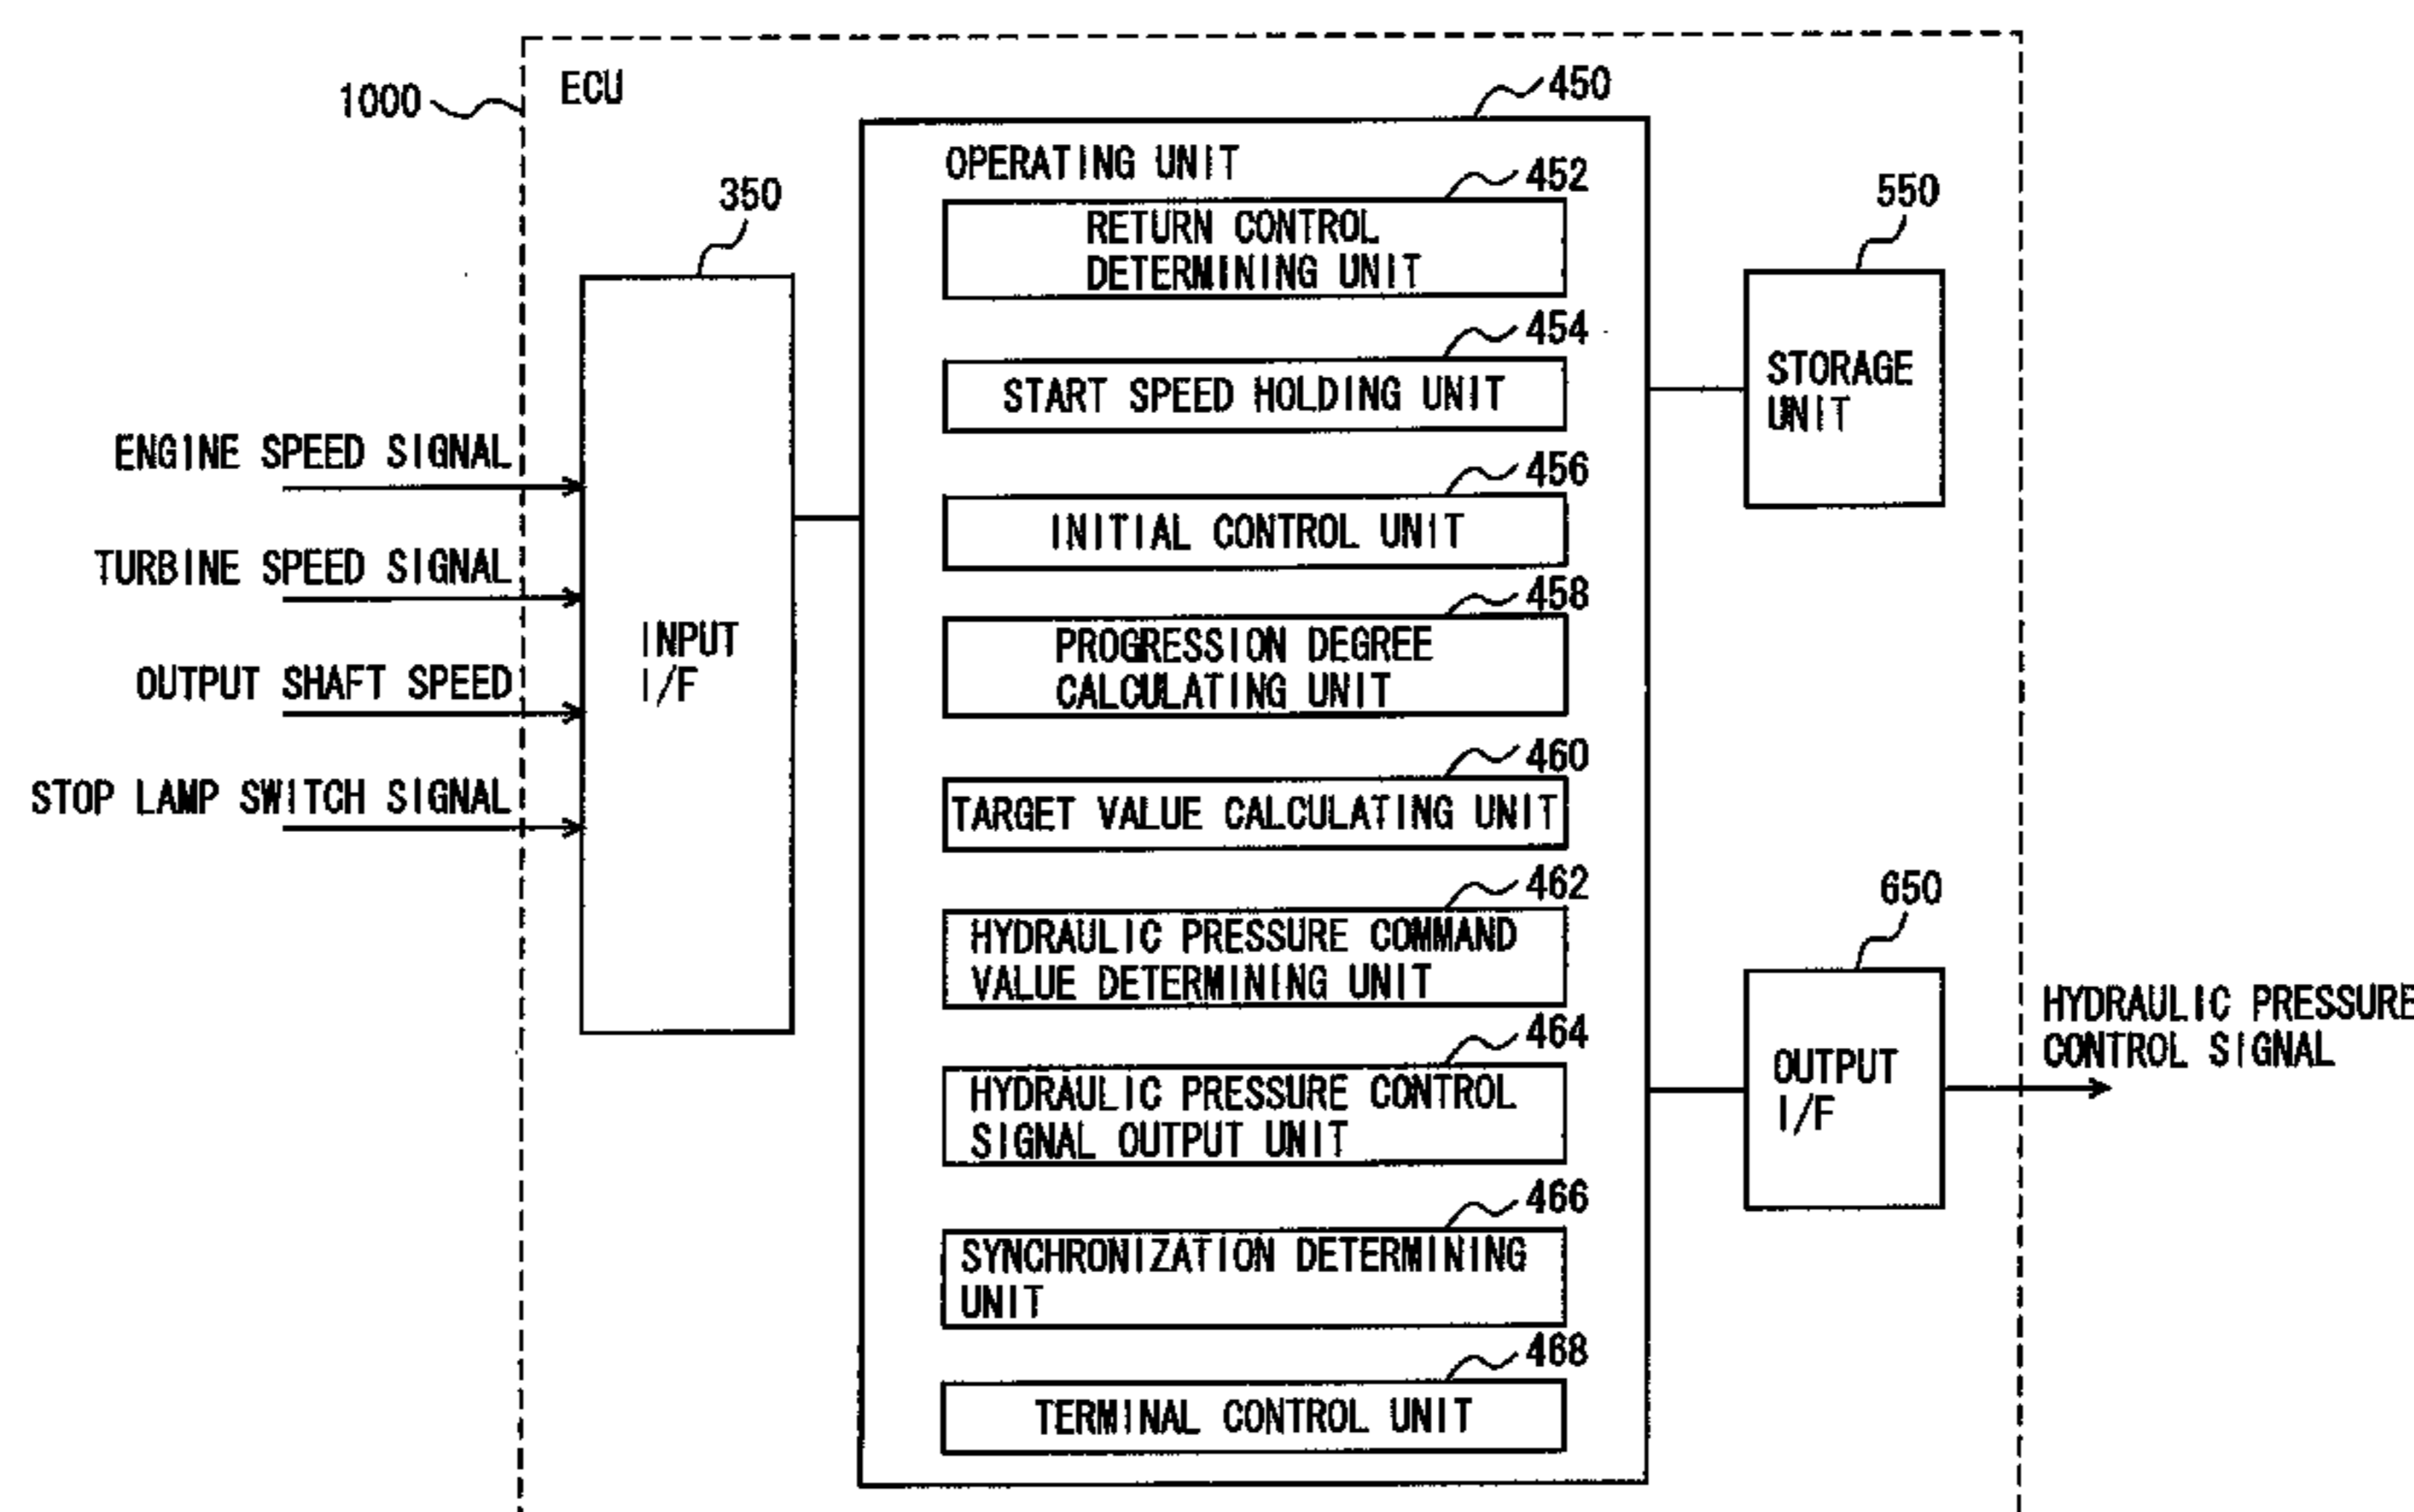 1000
ECU
450
OPERATING UNIT
350
452
RETURN CONTROL
DETERMINING UNIT
550
454
START SPEED HOLDING UNIT
STORAGE
UNIT
ENGINE SPEED SIGNAL
456
INITIAL CONTROL UNIT
TURBINE SPEED SIGNAL
458
PROGRESSION DEGREE
CALCULATING UNIT
INPUT
I/F
OUTPUT SHAFT SPEED
460
TARGET VALUE CALCULATING UNIT
STOP LAMP SWITCH SIGNAL
462
HYDRAULIC PRESSURE COMMAND
VALUE DETERMINING UNIT
650
464
HYDRAULIC PRESSURE CONTROL
SIGNAL OUTPUT UNIT
OUTPUT
I/F
HYDRAULIC PRESSURE
CONTROL SIGNAL
466
SYNCHRONIZATION DETERMINING
UNIT
468
TERMINAL CONTROL UNIT